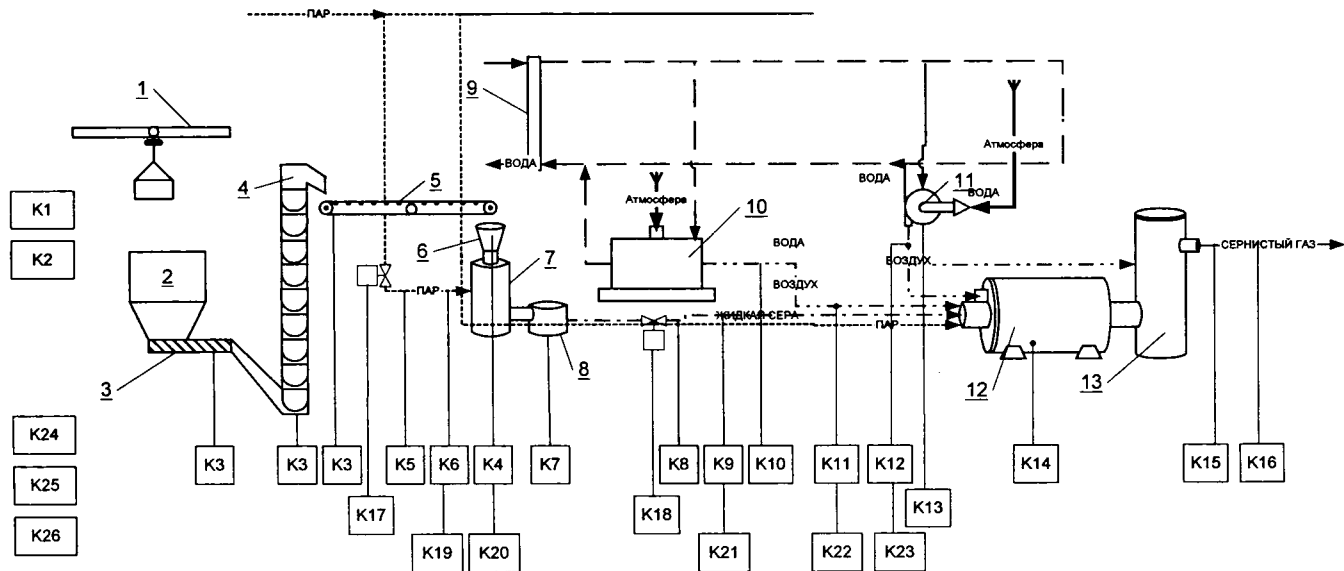 ПАР
1
9
ВОДА
Атмосфера
4
5
ВОДА
11
ВОДА
K1
Атмосфера
10
6
K2
7
ВОДА
СЕРНИСТЫЙ ГАЗ
2
ПАР
ВОЗДУХ
ВОЗДУХ
ЖИДКАЯ СЕРА
ПАР
3
8
12
13
K24
K3
K3
K3
K5
K6
K4
K7
K8
K9
K10
K11
K12
K14
K15
K16
K25
K17
K18
K13
K26
K19
K20
K21
K22
K23